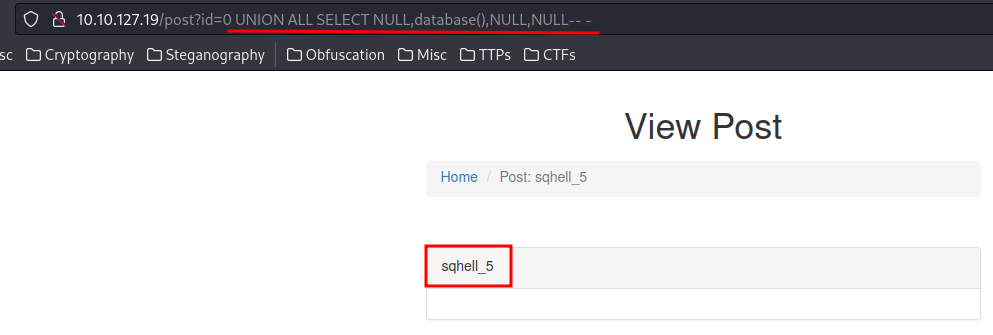 10.10.127.19/post?id=0 UNION ALL SELECT NULL,database(),NULL,NULL-- -
sc Cryptography Steganography Obfuscation Misc TTPs CTFs
View Post
Home / Post: sqhell_5
sqhell_5